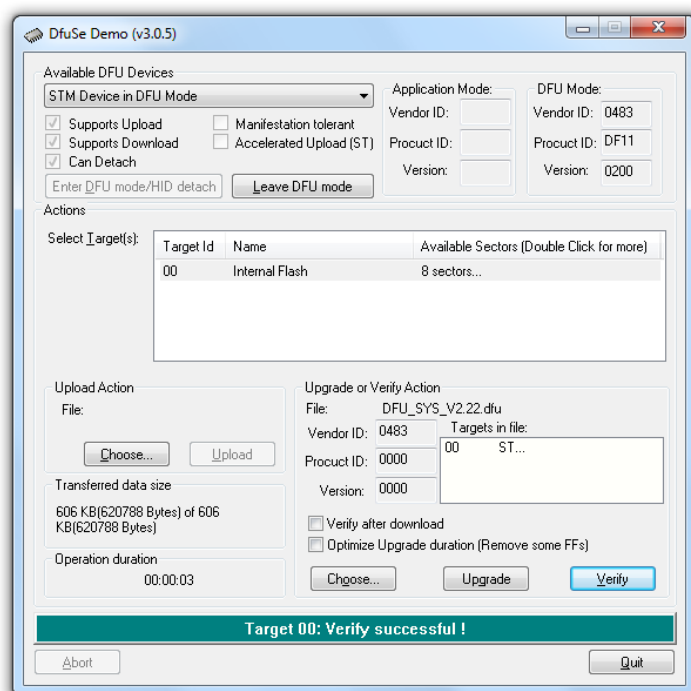 DfuSe Demo (v3.0.5)
Available DFU Devices
STM Device in DFU Mode
Supports Upload
Manifestation tolerant
Supports Download
Accelerated Upload (ST)
Can Detach
Enter DFU mode/HID detach
Leave DFU mode
Application Mode:
Vendor ID:
Procuct ID:
Version:
DFU Mode:
Vendor ID: 0483
Procuct ID: DF11
Version: 0200
Actions
Select Target(s):
Target Id Name Available Sectors (Double Click for more)
00 Internal Flash 8 sectors...
Upload Action
File:
Choose...
Upload
Transferred data size
606 KB(620788 Bytes) of 606
KB(620788 Bytes)
Operation duration
00:00:03
Upgrade or Verify Action
File: DFU_SYS_V2.22.dfu
Vendor ID: 0483
Procuct ID: 0000
Version: 0000
Targets in file:
00 ST...
Verify after download
Optimize Upgrade duration (Remove some FFs)
Choose...
Upgrade
Verify
Target 00: Verify successful !
Abort
Quit